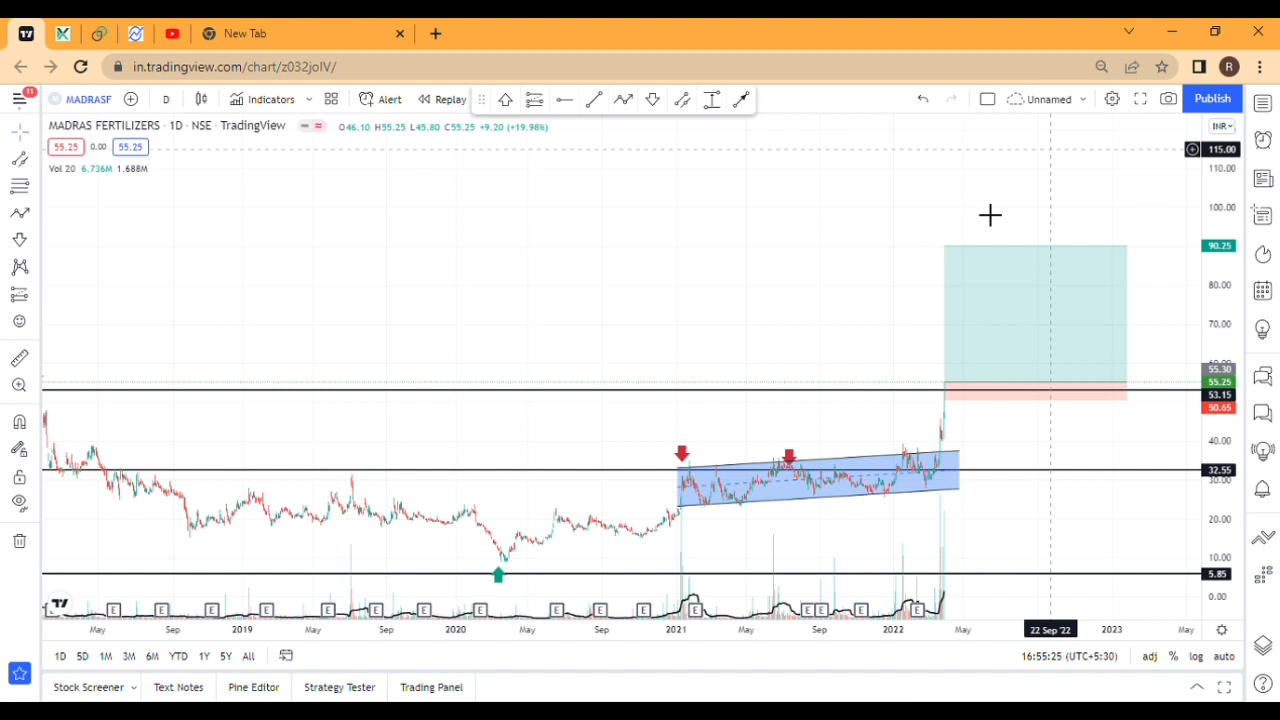 New Tab
in.tradingview.com/chart/z032joIV/
R
11
MADRASF
D
Indicators
Alert
Replay
Unnamed
Publish
MADRAS FERTILIZERS · 1D · NSE · TradingView
O46.10 H55.25 L45.80 C55.25 +9.20 (+19.98%)
INR
55.25 0.00 55.25
Vol 20 6.736M 1.688M
115.00
110.00
100.00
90.25
80.00
70.00
60.00
55.30
55.25
53.15
50.65
40.00
32.55
30.00
20.00
10.00
5.85
0.00
E E E E E E E E E E E E E E E E E
May Sep 2019 May Sep 2020 May Sep 2021 May Sep 2022 May 22 Sep '22 2023 May
1D 5D 1M 3M 6M YTD 1Y 5Y All
16:55:25 (UTC+5:30) adj % log auto
Stock Screener Text Notes Pine Editor Strategy Tester Trading Panel